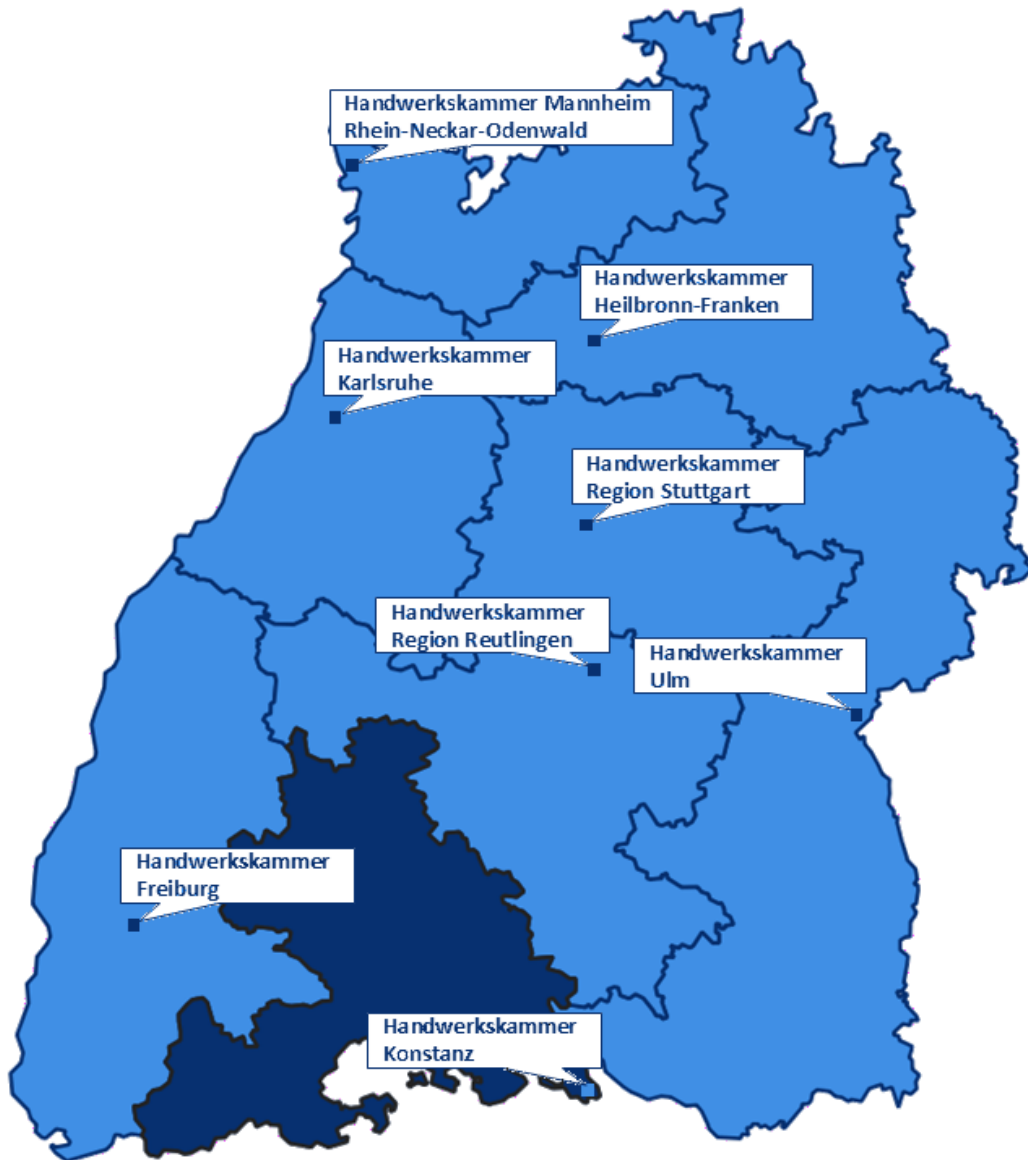 Handwerkskammer Mannheim
Rhein-Neckar-Odenwald
Handwerkskammer
Heilbronn-Franken
Handwerkskammer
Karlsruhe
Handwerkskammer
Region Stuttgart
Handwerkskammer
Region Reutlingen
Handwerkskammer
Ulm
Handwerkskammer
Freiburg
Handwerkskammer
Konstanz